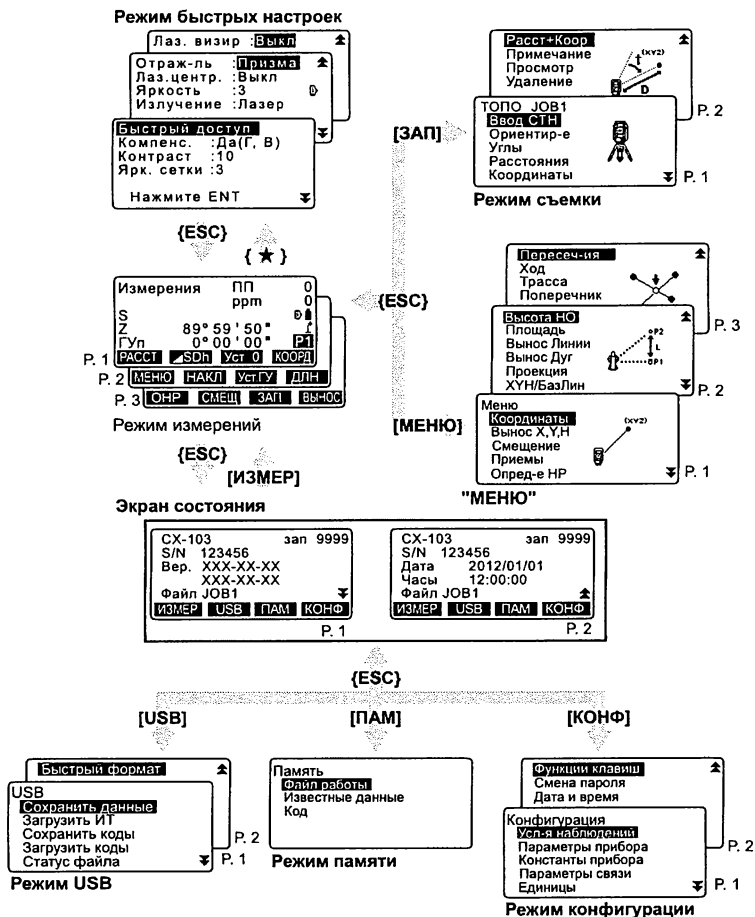 Режим быстрых настроек
Лаз. визир :Выкл
Отраж-ль :Призма
Лаз.центр. :Выкл
Яркость :3
Излучение :Лазер
Быстрый доступ
Компенс. :Да(Г, В)
Контраст :10
Ярк. сетки :3
Нажмите ENT
{ESC}
{ ★ }
Измерения ПП 0
ppm 0
S
Z 89° 59 ' 50 "
ГУп 0° 00 ' 00 " P1
P. 1 РАССТ ◢SDh Уст 0 КООРД
P. 2 МЕНЮ НАКЛ Уст ГУ ДЛН
P. 3 ОНР СМЕЩ ЗАП ВЫНОС
Режим измерений
{ESC}
[ИЗМЕР]
[ЗАП]
{ESC}
[МЕНЮ]
Расст+Коор
Примечание
Просмотр
Удаление
(XYZ)
D
P. 2
ТОПО JOB1
Ввод СТН
Ориентир-е
Углы
Расстояния
Координаты
P. 1
Режим съемки
Пересеч-ия
Ход
Трасса
Поперечник
P. 3
Высота НО
Площадь
Вынос Линии
Вынос Дуг
Проекция
XYH/БазЛин
P2
L
P1
P. 2
Меню
Координаты
Вынос X,Y,H
Смещение
Приемы
Опред-е НР
(XYZ)
P. 1
"МЕНЮ"
Экран состояния
CX-103 зап 9999
S/N 123456
Вер. XXX-XX-XX
XXX-XX-XX
Файл JOB1
ИЗМЕР USB ПАМ КОНФ
P. 1
CX-103 зап 9999
S/N 123456
Дата 2012/01/01
Часы 12:00:00
Файл JOB1
ИЗМЕР USB ПАМ КОНФ
P. 2
{ESC}
[USB]
[ПАМ]
[КОНФ]
Быстрый формат
USB
Сохранить данные
Загрузить ИТ
Сохранить коды
Загрузить коды
Статус файла
P. 2
P. 1
Режим USB
Память
Файл работы
Известные данные
Код
Режим памяти
Функции клавиш
Смена пароля
Дата и время
Конфигурация
Усл-я наблюдений
Параметры прибора
Константы прибора
Параметры связи
Единицы
P. 2
P. 1
Режим конфигурации